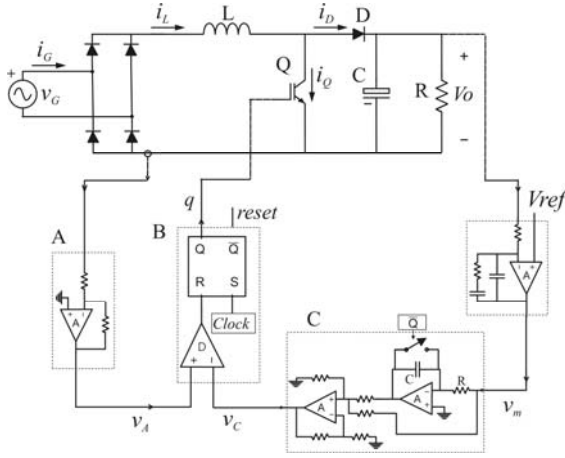 i_L
L
i_D
D
i_G
+
v_G
Q
i_Q
C
R
+
Vo
−
q
reset
Vref
A
B
Q
Q̅
R
S
Clock
A
+
−
D
+
−
C
Q̅
C
R
A
A
A
v_A
v_C
v_m